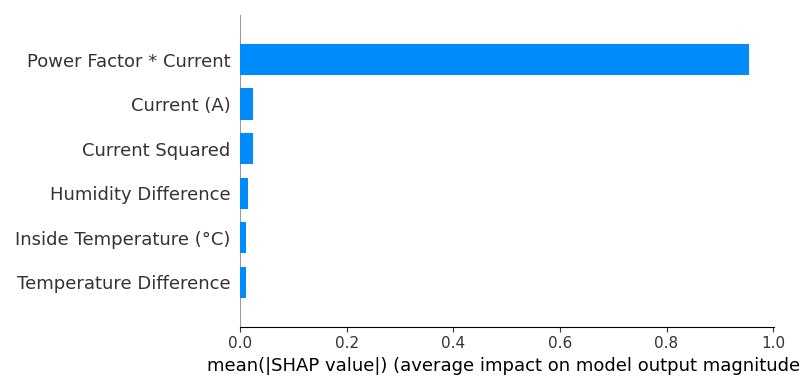 Power Factor * Current
Current (A)
Current Squared
Humidity Difference
Inside Temperature (°C)
Temperature Difference
0.0 0.2 0.4 0.6 0.8 1.0
mean(|SHAP value|) (average impact on model output magnitude